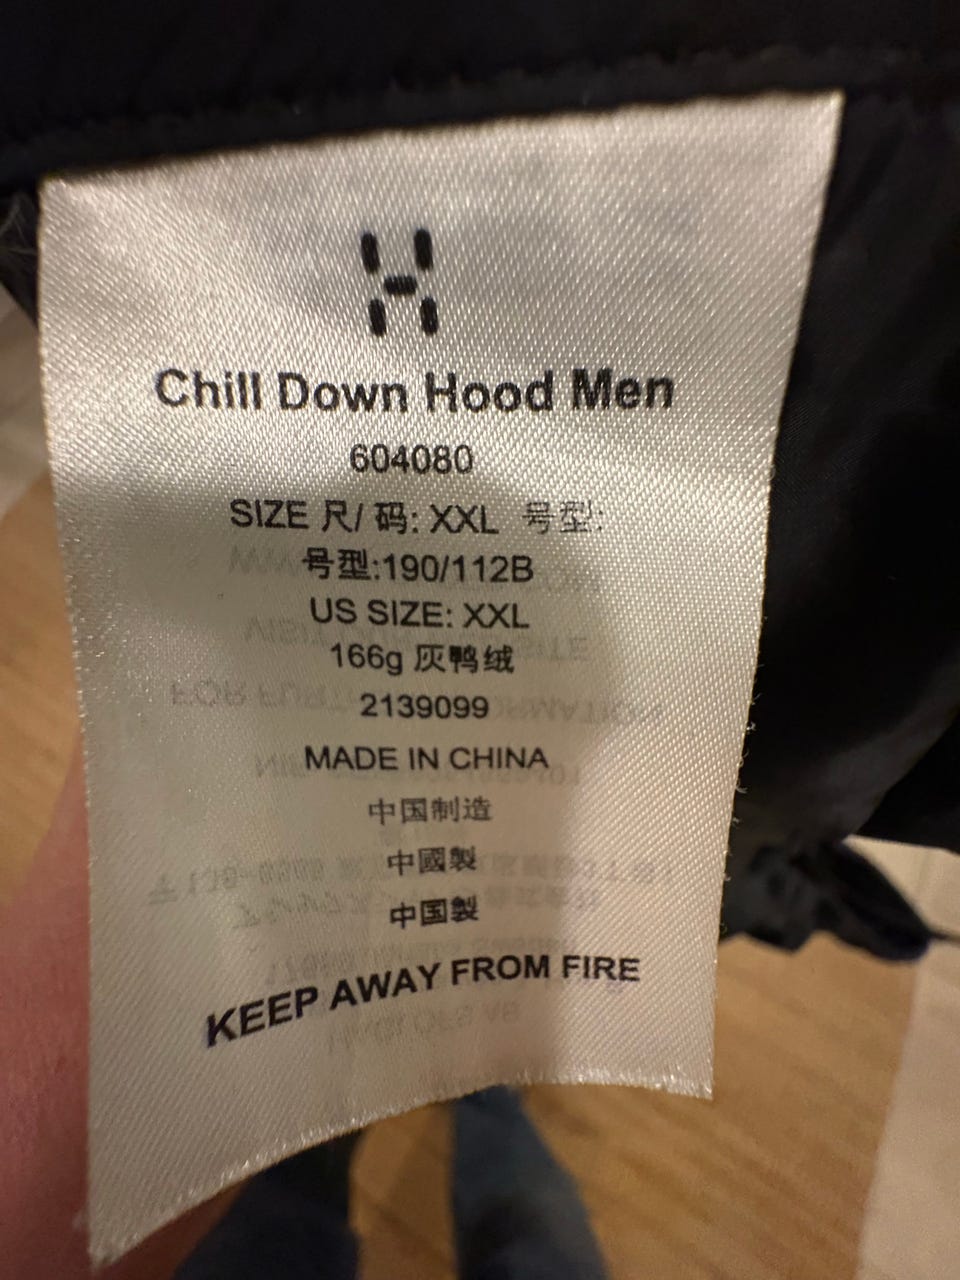 Chill Down Hood Men
604080
SIZE 尺/ 码: XXL 号型:
号型:190/112B
US SIZE: XXL
166g 灰鸭绒
2139099
MADE IN CHINA
中国制造
中國製
中国製
KEEP AWAY FROM FIRE